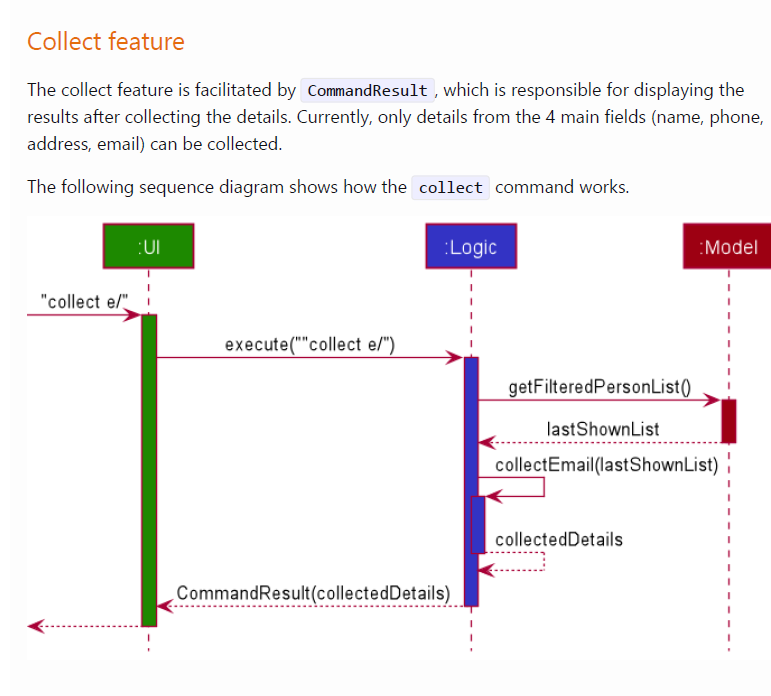 Collect feature
The collect feature is facilitated by CommandResult , which is responsible for displaying the
results after collecting the details. Currently, only details from the 4 main fields (name, phone,
address, email) can be collected.
The following sequence diagram shows how the collect command works.
:UI
:Logic
:Model
"collect e/"
execute(""collect e/")
getFilteredPersonList()
lastShownList
collectEmail(lastShownList)
collectedDetails
CommandResult(collectedDetails)